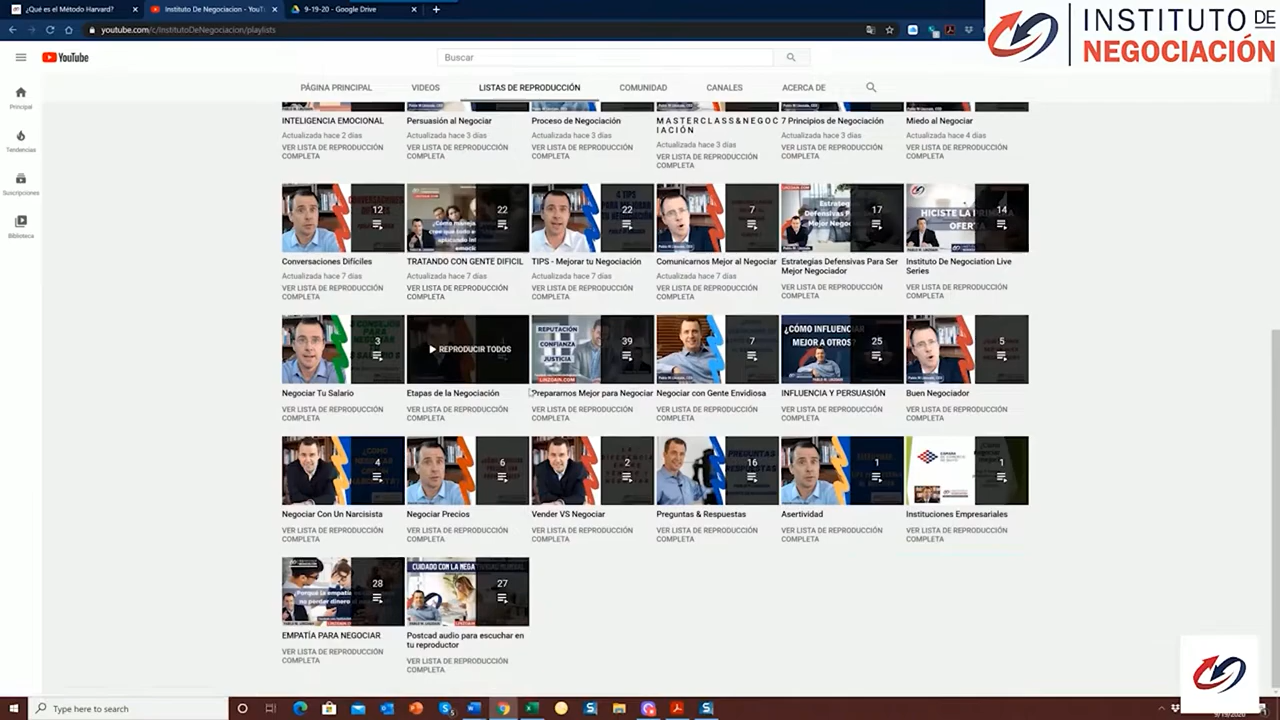 ¿Qué es el Método Harvard?
Instituto De Negociacion - YouT
9-19-20 - Google Drive
youtube.com/c/InstitutoDeNegociacion/playlists
INSTITUTO DE
NEGOCIACIÓN
YouTube
Buscar
Principal
Tendencias
Suscripciones
Biblioteca
PÁGINA PRINCIPAL
VIDEOS
LISTAS DE REPRODUCCIÓN
COMUNIDAD
CANALES
ACERCA DE
INTELIGENCIA EMOCIONAL
Actualizada hace 2 días
VER LISTA DE REPRODUCCIÓN
COMPLETA
Persuasión al Negociar
Actualizada hace 3 días
VER LISTA DE REPRODUCCIÓN
COMPLETA
Proceso de Negociación
Actualizada hace 3 días
VER LISTA DE REPRODUCCIÓN
COMPLETA
M A S T E R C L A S S & N E G O C
I A C I Ó N
Actualizada hace 3 días
VER LISTA DE REPRODUCCIÓN
COMPLETA
7 Principios de Negociación
Actualizada hace 3 días
VER LISTA DE REPRODUCCIÓN
COMPLETA
Miedo al Negociar
Actualizada hace 4 días
VER LISTA DE REPRODUCCIÓN
COMPLETA
12
Conversaciones Difíciles
Actualizada hace 7 días
VER LISTA DE REPRODUCCIÓN
COMPLETA
22
TRATANDO CON GENTE DIFICIL
Actualizada hace 7 días
VER LISTA DE REPRODUCCIÓN
COMPLETA
22
TIPS - Mejorar tu Negociación
Actualizada hace 7 días
VER LISTA DE REPRODUCCIÓN
COMPLETA
7
Comunicarnos Mejor al Negociar
Actualizada hace 7 días
VER LISTA DE REPRODUCCIÓN
COMPLETA
17
Estrategias Defensivas Para Ser
Mejor Negociador
VER LISTA DE REPRODUCCIÓN
COMPLETA
HICISTE LA PRIM
OFERT
14
Instituto De Negociation Live
Series
VER LISTA DE REPRODUCCIÓN
COMPLETA
3
Negociar Tu Salario
VER LISTA DE REPRODUCCIÓN
COMPLETA
REPRODUCIR TODOS
Etapas de la Negociación
VER LISTA DE REPRODUCCIÓN
COMPLETA
REPUTACIÓN
CONFIANZA
JUSTICIA
LINZOAIN.COM
39
Prepararnos Mejor para Negociar
VER LISTA DE REPRODUCCIÓN
COMPLETA
7
Negociar con Gente Envidiosa
VER LISTA DE REPRODUCCIÓN
COMPLETA
¿CÓMO INFLUENCIAR
MEJOR A OTROS?
25
INFLUENCIA Y PERSUASIÓN
VER LISTA DE REPRODUCCIÓN
COMPLETA
5
Buen Negociador
VER LISTA DE REPRODUCCIÓN
COMPLETA
4
Negociar Con Un Narcisista
VER LISTA DE REPRODUCCIÓN
COMPLETA
6
Negociar Precios
VER LISTA DE REPRODUCCIÓN
COMPLETA
2
Vender VS Negociar
VER LISTA DE REPRODUCCIÓN
COMPLETA
16
Preguntas & Respuestas
VER LISTA DE REPRODUCCIÓN
COMPLETA
1
Asertividad
VER LISTA DE REPRODUCCIÓN
COMPLETA
1
Instituciones Empresariales
VER LISTA DE REPRODUCCIÓN
COMPLETA
28
EMPATÍA PARA NEGOCIAR
VER LISTA DE REPRODUCCIÓN
COMPLETA
CUIDADO CON LA NEGA
27
Postcad audio para escuchar en
tu reproductor
VER LISTA DE REPRODUCCIÓN
COMPLETA
Type here to search
9/19/2020